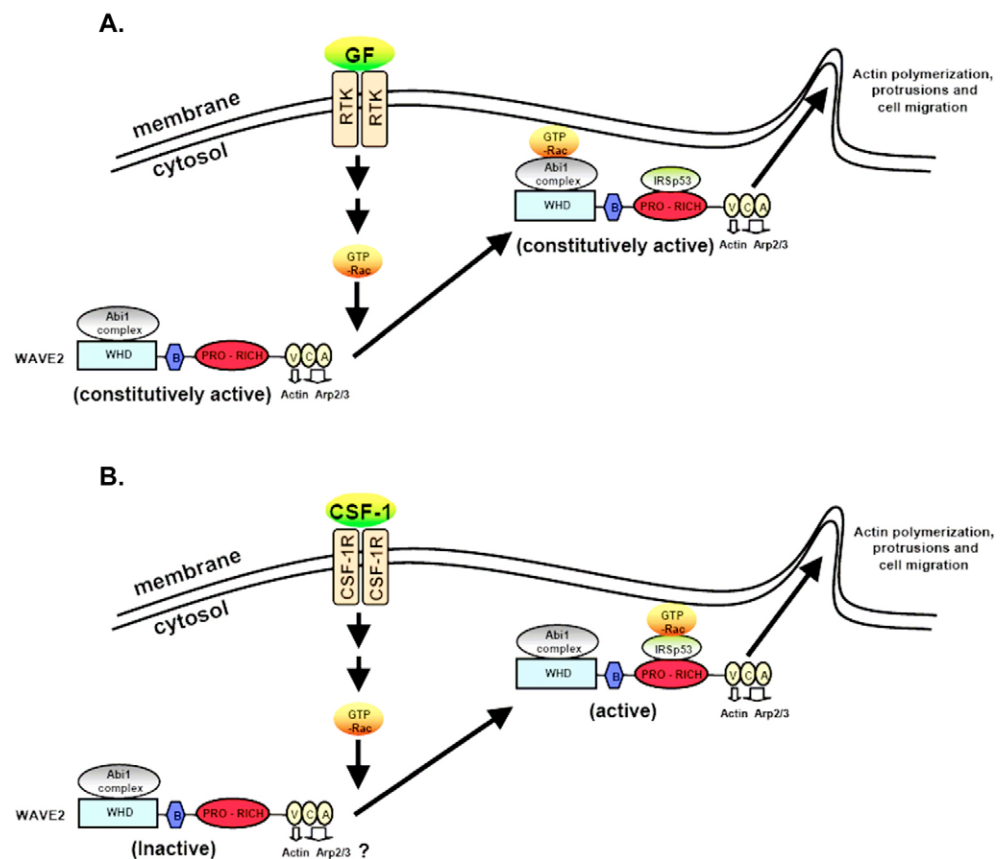 A.
GF
RTK
RTK
membrane
cytosol
Actin polymerization,
protrusions and
cell migration
GTP
-Rac
Abi1
complex
WHD
B
IRSp53
PRO - RICH
V C A
(constitutively active)
Actin Arp2/3
GTP
-Rac
Abi1
complex
WAVE2
WHD
B
PRO - RICH
V C A
(constitutively active)
Actin Arp2/3
B.
CSF-1
CSF-1R
CSF-1R
membrane
cytosol
Actin polymerization,
protrusions and
cell migration
GTP
-Rac
Abi1
complex
IRSp53
WHD
B
PRO - RICH
V C A
(active)
Actin Arp2/3
GTP
-Rac
Abi1
complex
WAVE2
WHD
B
PRO - RICH
V C A
(Inactive)
Actin Arp2/3 ?